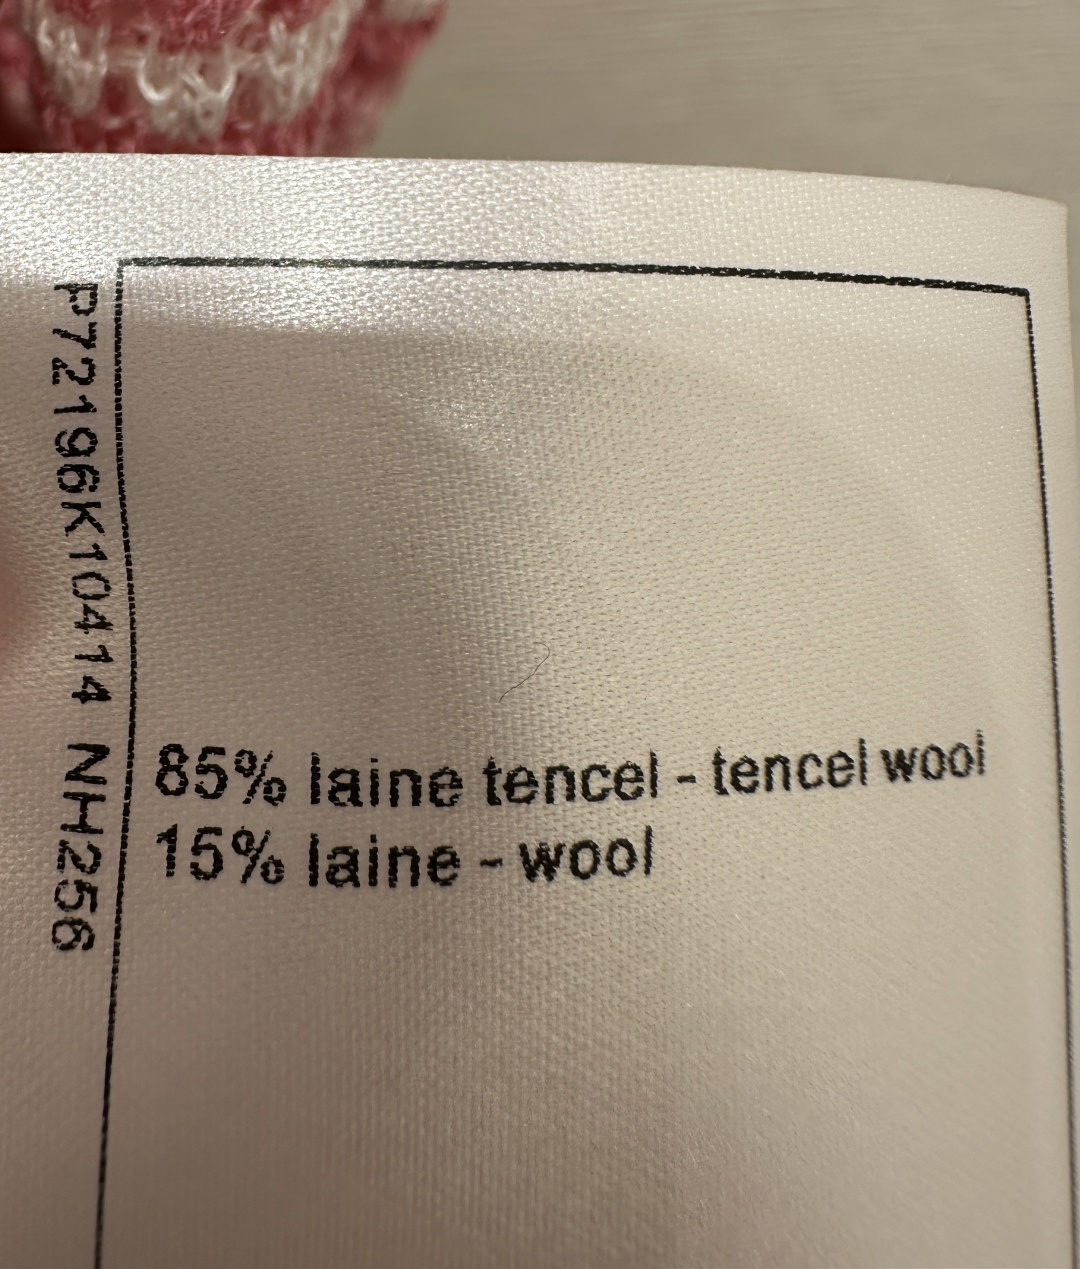 P72196K10414 NH256
85% laine tencel - tencel wool
15% laine - wool